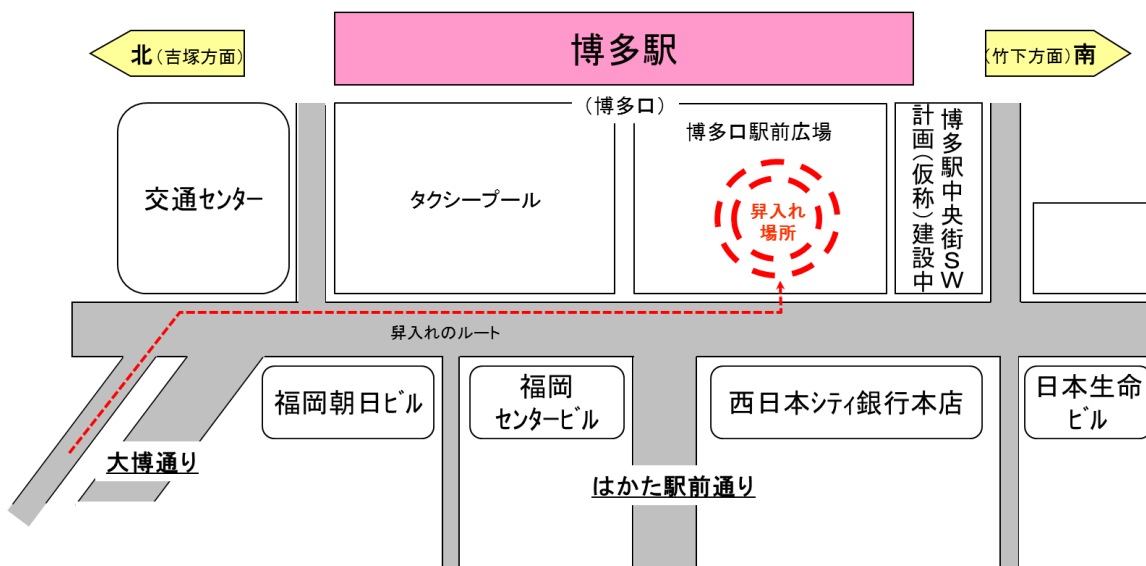 北(吉塚方面)
博多駅
(竹下方面)南
(博多口)
交通センター
タクシープール
博多口駅前広場
舁入れ
場所
博多駅中央街SW
計画(仮称)建設中
舁入れのルート
福岡朝日ビル
福岡
センタービル
西日本シティ銀行本店
日本生命
ビル
大博通り
はかた駅前通り